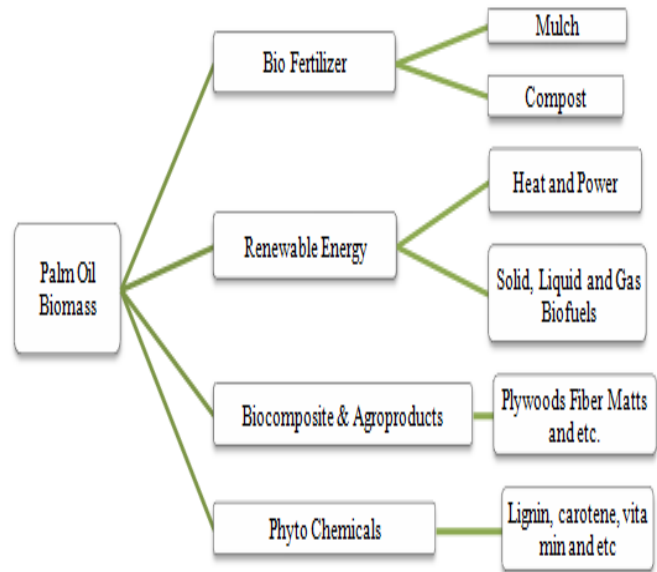 Mulch
Bio Fertilizer
Compost
Heat and Power
Palm Oil
Biomass
Renewable Energy
Solid, Liquid and Gas
Biofuels
Biocomposite & Agroproducts
Plywoods Fiber Matts
and etc.
Phyto Chemicals
Lignin, carotene, vita
min and etc